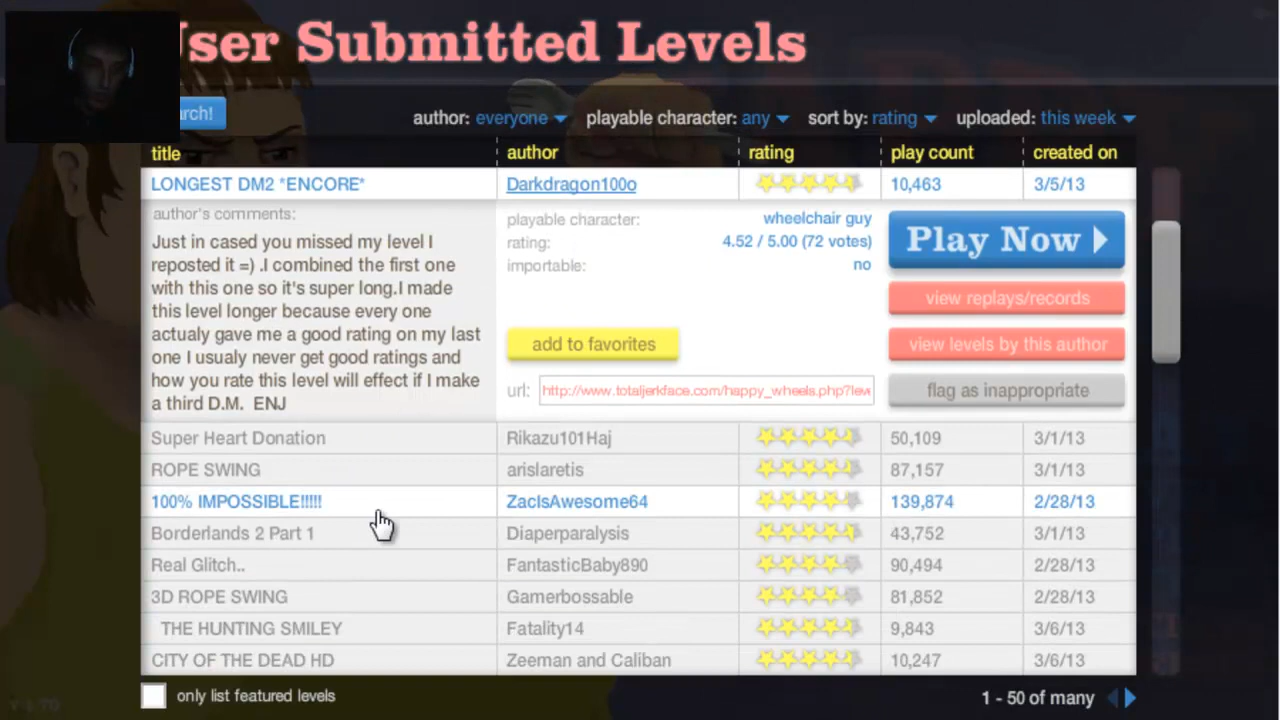 User Submitted Levels
arch!
author: everyone playable character: any sort by: rating uploaded: this week
title author rating play count created on
LONGEST DM2 *ENCORE* Darkdragon100o 10,463 3/5/13
author's comments:
Just in cased you missed my level I
reposted it =) .I combined the first one
with this one so it's super long.I made
this level longer because every one
actualy gave me a good rating on my last
one I usualy never get good ratings and
how you rate this level will effect if I make
a third D.M. ENJ
playable character: wheelchair guy
rating: 4.52 / 5.00 (72 votes)
importable: no
add to favorites
url: http://www.totaljerkface.com/happy_wheels.php?leve
Play Now
view replays/records
view levels by this author
flag as inappropriate
Super Heart Donation Rikazu101Haj 50,109 3/1/13
ROPE SWING arislaretis 87,157 3/1/13
100% IMPOSSIBLE!!!!! ZacIsAwesome64 139,874 2/28/13
Borderlands 2 Part 1 Diaperparalysis 43,752 3/1/13
Real Glitch.. FantasticBaby890 90,494 2/28/13
3D ROPE SWING Gamerbossable 81,852 2/28/13
THE HUNTING SMILEY Fatality14 9,843 3/6/13
CITY OF THE DEAD HD Zeeman and Caliban 10,247 3/6/13
only list featured levels 1 - 50 of many